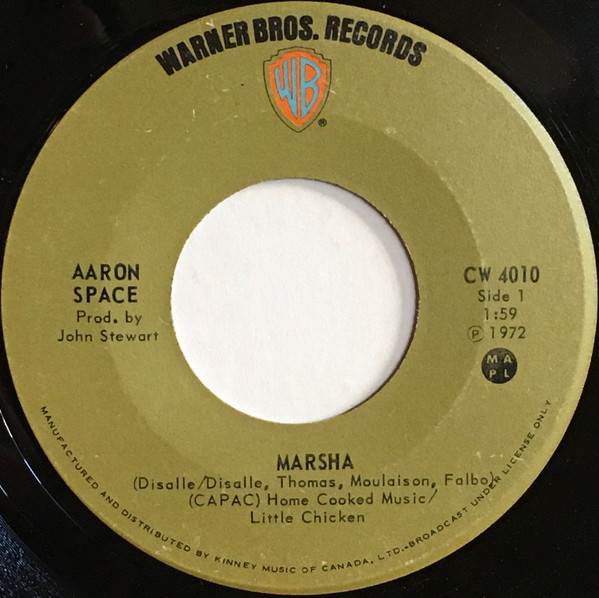 WARNER BROS. RECORDS
WB
®
AARON
SPACE
Prod. by
John Stewart
CW 4010
Side 1
1:59
℗ 1972
M A
P L
MARSHA
(Disalle/Disalle, Thomas, Moulaison, Falbo)
(CAPAC) Home Cooked Music/
Little Chicken
MANUFACTURED AND DISTRIBUTED BY KINNEY MUSIC OF CANADA, LTD.-BROADCAST UNDER LICENSE ONLY